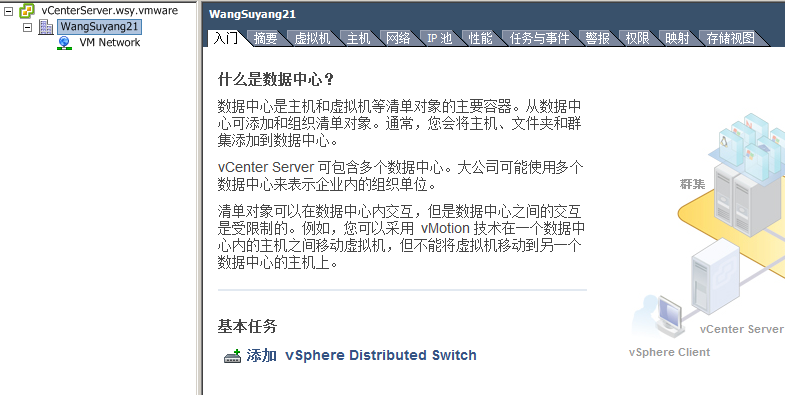 vCenterServer.wsy.vmware
WangSuyang21
VM Network
WangSuyang21
入门 摘要 虚拟机 主机 网络 IP 池 性能 任务与事件 警报 权限 映射 存储视图
什么是数据中心？
数据中心是主机和虚拟机等清单对象的主要容器。从数据中
心可添加和组织清单对象。通常，您会将主机、文件夹和群
集添加到数据中心。
vCenter Server 可包含多个数据中心。大公司可能使用多个
数据中心来表示企业内的组织单位。
清单对象可以在数据中心内交互，但是数据中心之间的交互
是受限制的。例如，您可以采用 vMotion 技术在一个数据中
心内的主机之间移动虚拟机，但不能将虚拟机移动到另一个
数据中心的主机上。
基本任务
添加 vSphere Distributed Switch
群集
vCenter Server
vSphere Client